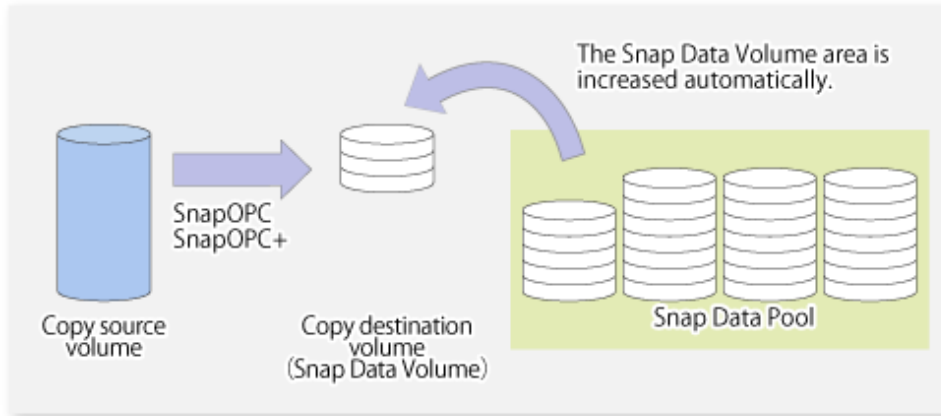 The Snap Data Volume area is
increased automatically.
SnapOPC
SnapOPC+
Copy source
volume
Copy destination
volume
(Snap Data Volume)
Snap Data Pool